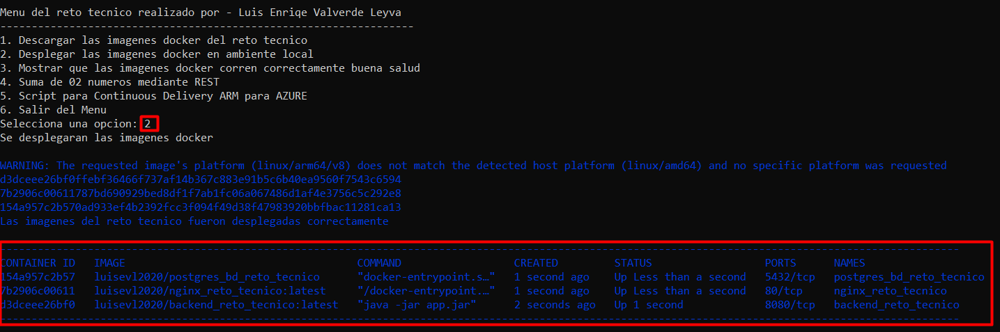 Menu del reto tecnico realizado por - Luis Enriqe Valverde Leyva
------------------------------------------------------------------
1. Descargar las imagenes docker del reto tecnico
2. Desplegar las imagenes docker en ambiente local
3. Mostrar que las imagenes docker corren correctamente buena salud
4. Suma de 02 numeros mediante REST
5. Script para Continuous Delivery ARM para AZURE
6. Salir del Menu
Selecciona una opcion: 2
Se desplegaran las imagenes docker
WARNING: The requested image's platform (linux/arm64/v8) does not match the detected host platform (linux/amd64) and no specific platform was requested
d3dceee26bf0ffebf36466f737af14b367c883e91b5c6b40ea9560f7543c6594
7b2906c00611787bd690929bed8df1f7ab1fc06a067486d1af4e3756c5c292e8
154a957c2b570ad933ef4b2392fcc3f094f49d38f47983920bbfbac11281ca13
Las imagenes del reto tecnico fueron desplegadas correctamente
---------------------------------------------------------------------------------------------------------------------------------------------------------
CONTAINER ID   IMAGE                                     COMMAND                  CREATED         STATUS                  PORTS      NAMES
154a957c2b57   luisevl2020/postgres_bd_reto_tecnico      "docker-entrypoint.s…"   1 second ago    Up Less than a second   5432/tcp   postgres_bd_reto_tecnico
7b2906c00611   luisevl2020/nginx_reto_tecnico:latest     "/docker-entrypoint.…"   1 second ago    Up Less than a second   80/tcp     nginx_reto_tecnico
d3dceee26bf0   luisevl2020/backend_reto_tecnico:latest   "java -jar app.jar"      2 seconds ago   Up 1 second             8080/tcp   backend_reto_tecnico
---------------------------------------------------------------------------------------------------------------------------------------------------------